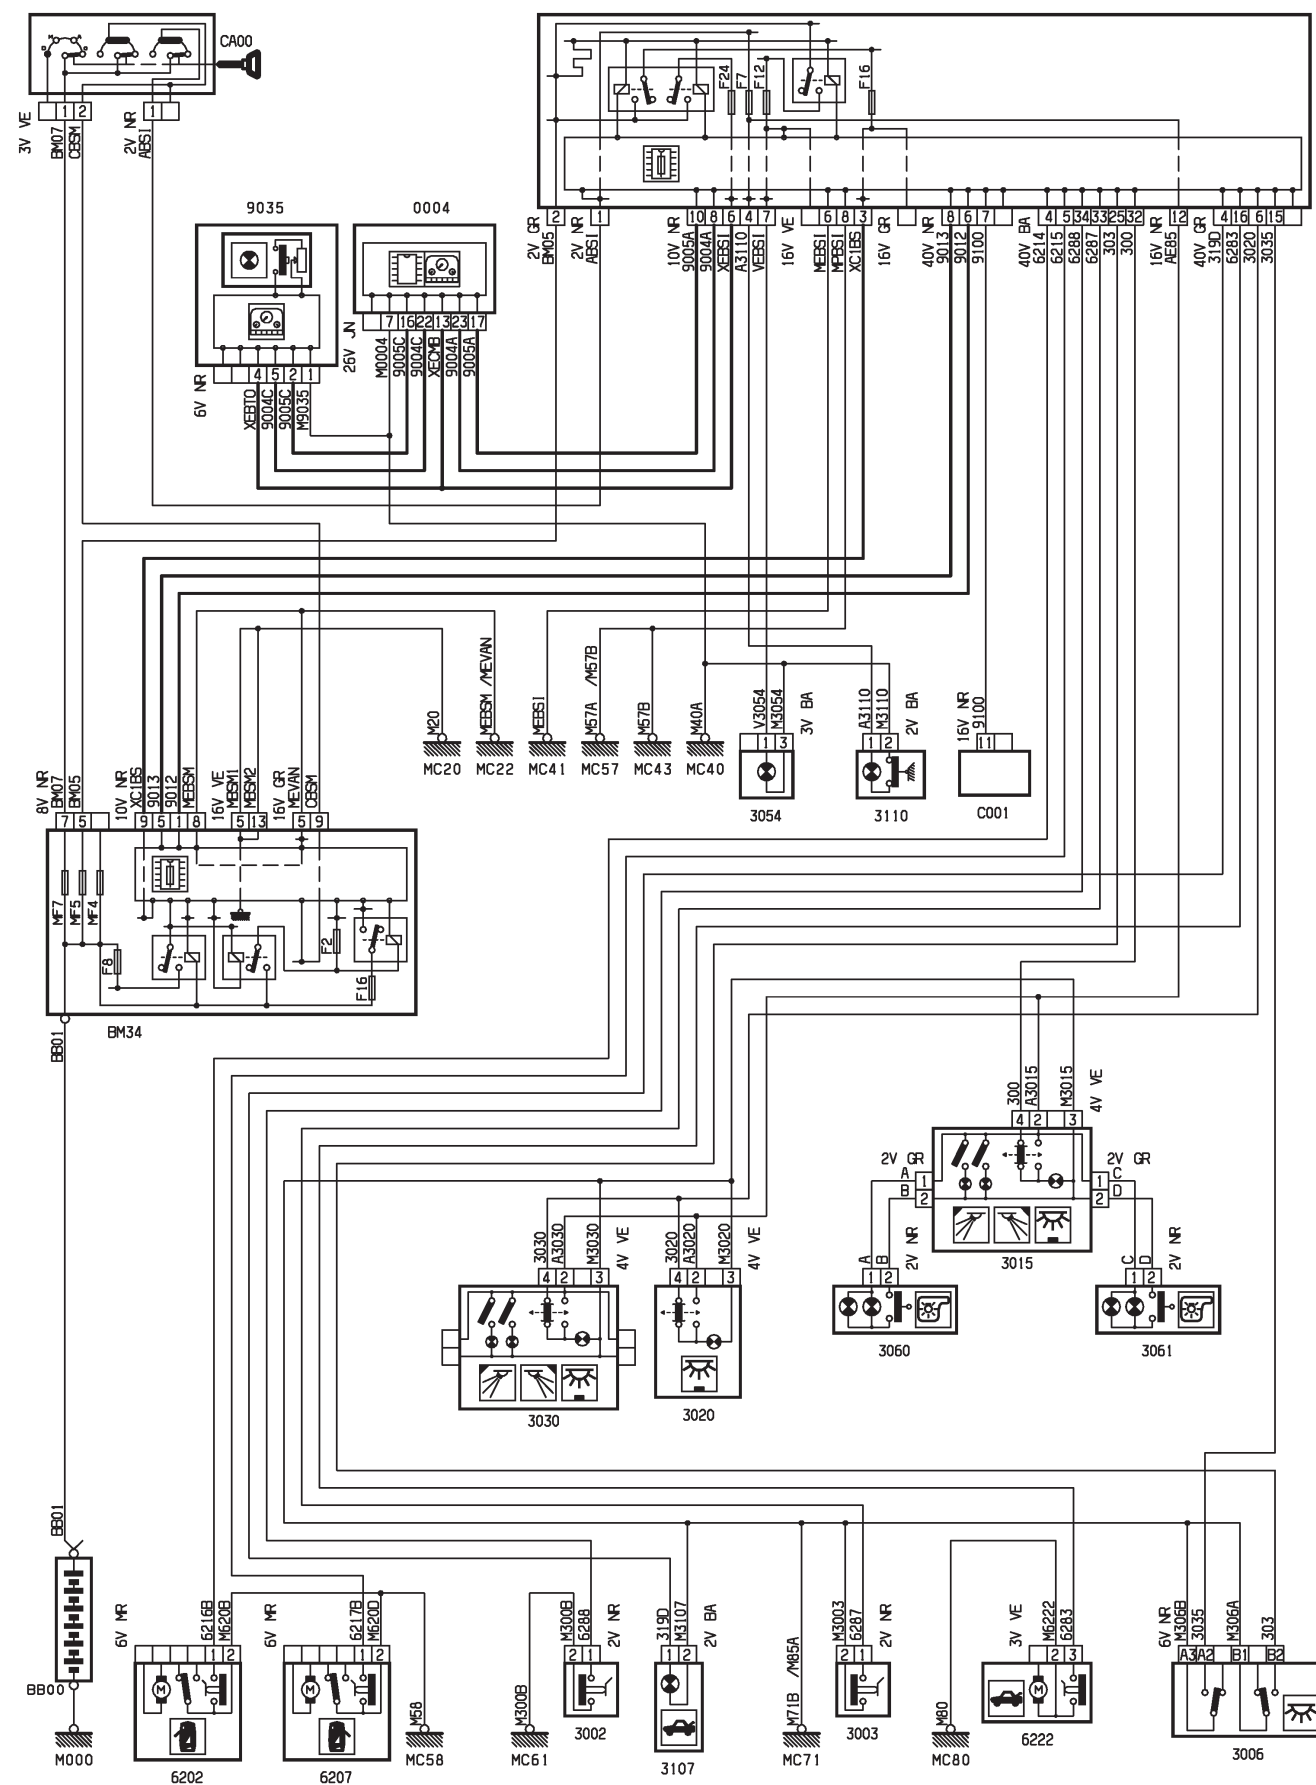 CA00
1 2 1
3V VE
BM07
CBSM
2V NR
ABSI
F24
F7
F12
F16
2 1 10 8 6 4 7 6 8 3 8 6 7 4 5 34 33 25 32 12 4 16 6 15
2V GR
BM05
2V NR
ABSI
10V NR
9005A
9004A
XEBSI
A3110
VEBSI
16V VE
MEBSI
MPBSI
XC1BS
16V GR
40V NR
9013
9012
9100
40V BA
6214
6215
6288
6287
303
300
16V NR
AE85
40V GR
319D
6283
3020
3035
9035
4 5 2 1
6V NR
XEBTO
9004C
9005C
M9035
0004
7 16 22 13 23 17
26V JN
M0004
9005C
9004C
XECMB
9004A
9005A
M20
MC20
MEBSM /MEVAN
MC22
MEBSI
MC41
M57A /M57B
MC57
M57B
MC43
M40A
MC40
V3054
M3054
3V BA
1 3
3054
A3110
M3110
2V BA
1 2
3110
16V NR
9100
11
C001
8V NR
BM07
BM05
10V NR
XC1BS
9013
9012
MEBSM
16V VE
MBSM1
MBSM2
16V GR
MEVAN
CBSM
7 5 9 5 1 8 5 13 5 9
MF7
MF5
MF4
F8
F2
F16
BM34
BB01
300
A3015
M3015
4V VE
4 2 3
2V GR
A
B
1
2
2V GR
C
D
1
2
3015
A
B
2V NR
1 2
3060
C
D
2V NR
1 2
3061
3030
A3030
M3030
4V VE
4 2 3
3030
3020
A3020
M3020
4V VE
4 2 3
3020
BB01
BB00
M000
6V MR
6216B
M620B
1 2
M
6202
6V MR
6217B
M620D
1 2
M
6207
M58
MC58
M300B
MC61
M300B
6288
2V NR
2 1
3002
319D
M3107
2V BA
1 2
3107
M71B /M85A
MC71
M3003
6287
2V NR
2 1
3003
M80
MC80
3V VE
M6222
6283
2 3
M
6222
6V NR
M306B
3035
M306A
303
A3 A2 B1 B2
3006